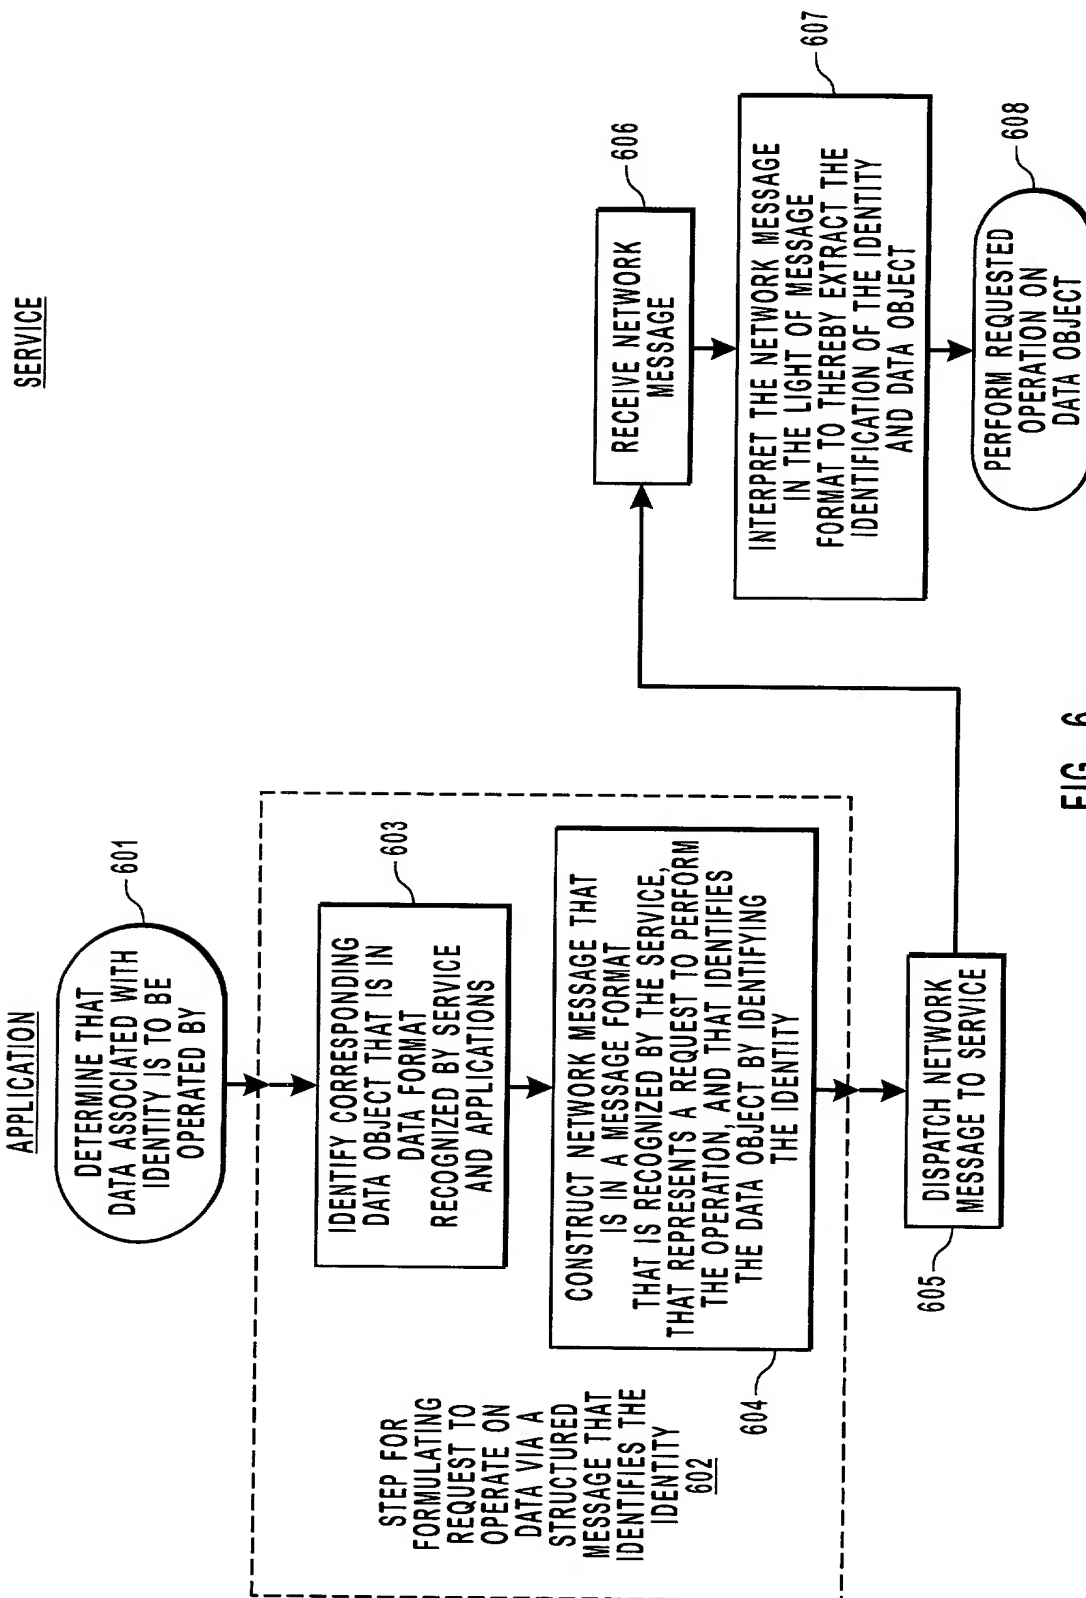 APPLICATION
SERVICE
DETERMINE THAT
DATA ASSOCIATED WITH
IDENTITY IS TO BE
OPERATED BY
601
STEP FOR
FORMULATING
REQUEST TO
OPERATE ON
DATA VIA A
STRUCTURED
MESSAGE THAT
IDENTIFIES THE
IDENTITY
602
IDENTIFY CORRESPONDING
DATA OBJECT THAT IS IN
DATA FORMAT
RECOGNIZED BY SERVICE
AND APPLICATIONS
603
CONSTRUCT NETWORK MESSAGE THAT
IS IN A MESSAGE FORMAT
THAT IS RECOGNIZED BY THE SERVICE,
THAT REPRESENTS A REQUEST TO PERFORM
THE OPERATION, AND THAT IDENTIFIES
THE DATA OBJECT BY IDENTIFYING
THE IDENTITY
604
DISPATCH NETWORK
MESSAGE TO SERVICE
605
RECEIVE NETWORK
MESSAGE
606
INTERPRET THE NETWORK MESSAGE
IN THE LIGHT OF MESSAGE
FORMAT TO THEREBY EXTRACT THE
IDENTIFICATION OF THE IDENTITY
AND DATA OBJECT
607
PERFORM REQUESTED
OPERATION ON
DATA OBJECT
608
FIG. 6